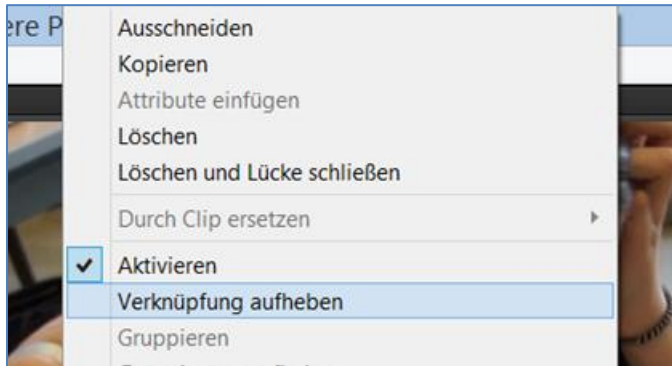 ere P
Ausschneiden
Kopieren
Attribute einfügen
Löschen
Löschen und Lücke schließen
Durch Clip ersetzen
Aktivieren
Verknüpfung aufheben
Gruppieren